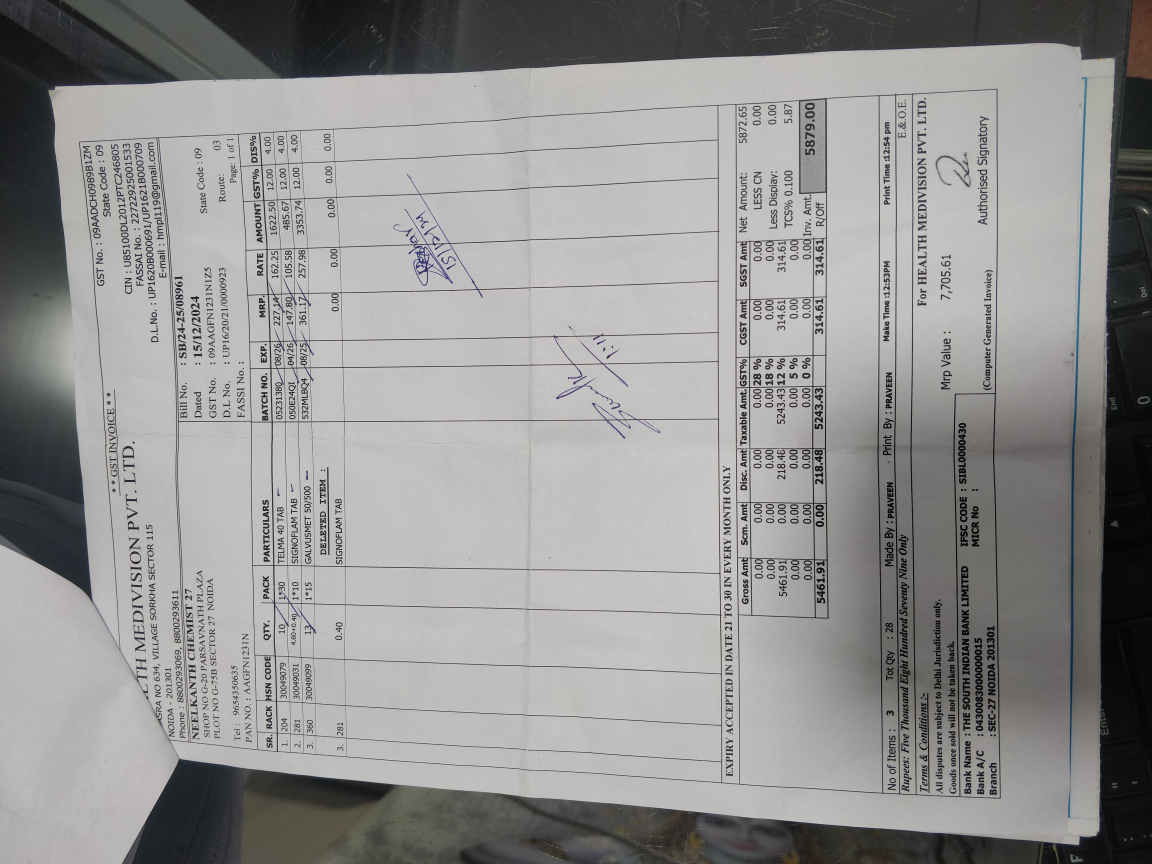 * * GST INVOICE * *
GST No. : 09AADCH0989B1ZM
State Code : 09
CIN : U85100DL2012PTC246805
FASSAI No. : 22722925001533
D.L.No. : UP1620B000691/UP1621B000709
E-mail : hmpl119@gmail.com
LTH MEDIVISION PVT. LTD.
ASRA NO 634, VILLAGE SORKHA SECTOR 115
NOIDA - 201301
Phone : 8800293069, 8800293611
NEELKANTH CHEMIST 27
SHOP NO G-20 PARSAVNATH PLAZA
PLOT NO G-75B SECTOR 27 NOIDA
Tel : 9654350635
PAN NO. : AAGFN1231N
Bill No. : SB/24-25/08961
Dated : 15/12/2024
GST No. : 09AAGFN1231N1Z5 State Code : 09
D.L No. : UP16/20/21/0000923 Route: 03
FASSI No. : Page: 1 of 1
SR. RACK HSN CODE QTY. PACK PARTICULARS BATCH NO. EXP. MRP. RATE AMOUNT GST% DIS%
1. 204 30049079 10 1*30 TELMA 40 TAB 05231380 08/26 227.14 162.25 1622.50 12.00 4.00
2. 281 30049031 4.60+0.40 1*10 SIGNOFLAM TAB 050E24Q1 04/26 147.80 105.58 485.67 12.00 4.00
3. 360 30049099 13 1*15 GALVUSMET 50/500 532MLBQ4 08/25 361.17 257.98 3353.74 12.00 4.00
DELETED ITEM :
3. 281 0.40 SIGNOFLAM TAB 0.00 0.00 0.00 0.00 0.00
15/12/24
EXPIRY ACCEPTED IN DATE 21 TO 30 IN EVERY MONTH ONLY
Gross Amt Scm. Amt Disc. Amt Taxable Amt. GST% CGST Amt SGST Amt Net Amount: 5872.65
0.00 0.00 0.00 0.00 28 % 0.00 0.00 LESS CN 0.00
0.00 0.00 0.00 0.00 18 % 0.00 0.00 Less Display: 0.00
5461.91 0.00 218.48 5243.43 12 % 314.61 314.61 TCS% 0.100 5.87
0.00 0.00 0.00 0.00 5 % 0.00 0.00
0.00 0.00 0.00 0.00 0 % 0.00 0.00 Inv. Amt. 5879.00
5461.91 0.00 218.48 5243.43 314.61 314.61 R/Off
No of Items : 3 Tot Qty : 28 Made By : PRAVEEN Print By : PRAVEEN Make Time :12:53PM Print Time :12:54 pm
Rupees: Five Thousand Eight Hundred Seventy Nine Only E.& O.E.
Terms & Conditions :-
All disputes are subject to Delhi Jurisdiction only.
Goods once sold will not be taken back.
Mrp Value : 7,705.61
For HEALTH MEDIVISION PVT. LTD.
Bank Name : THE SOUTH INDIAN BANK LIMITED IFSC CODE : SIBL0000430
Bank A/C : 0430083000000015 MICR No :
Branch : SEC-27 NOIDA 201301
(Computer Generated Invoice)
Authorised Signatory